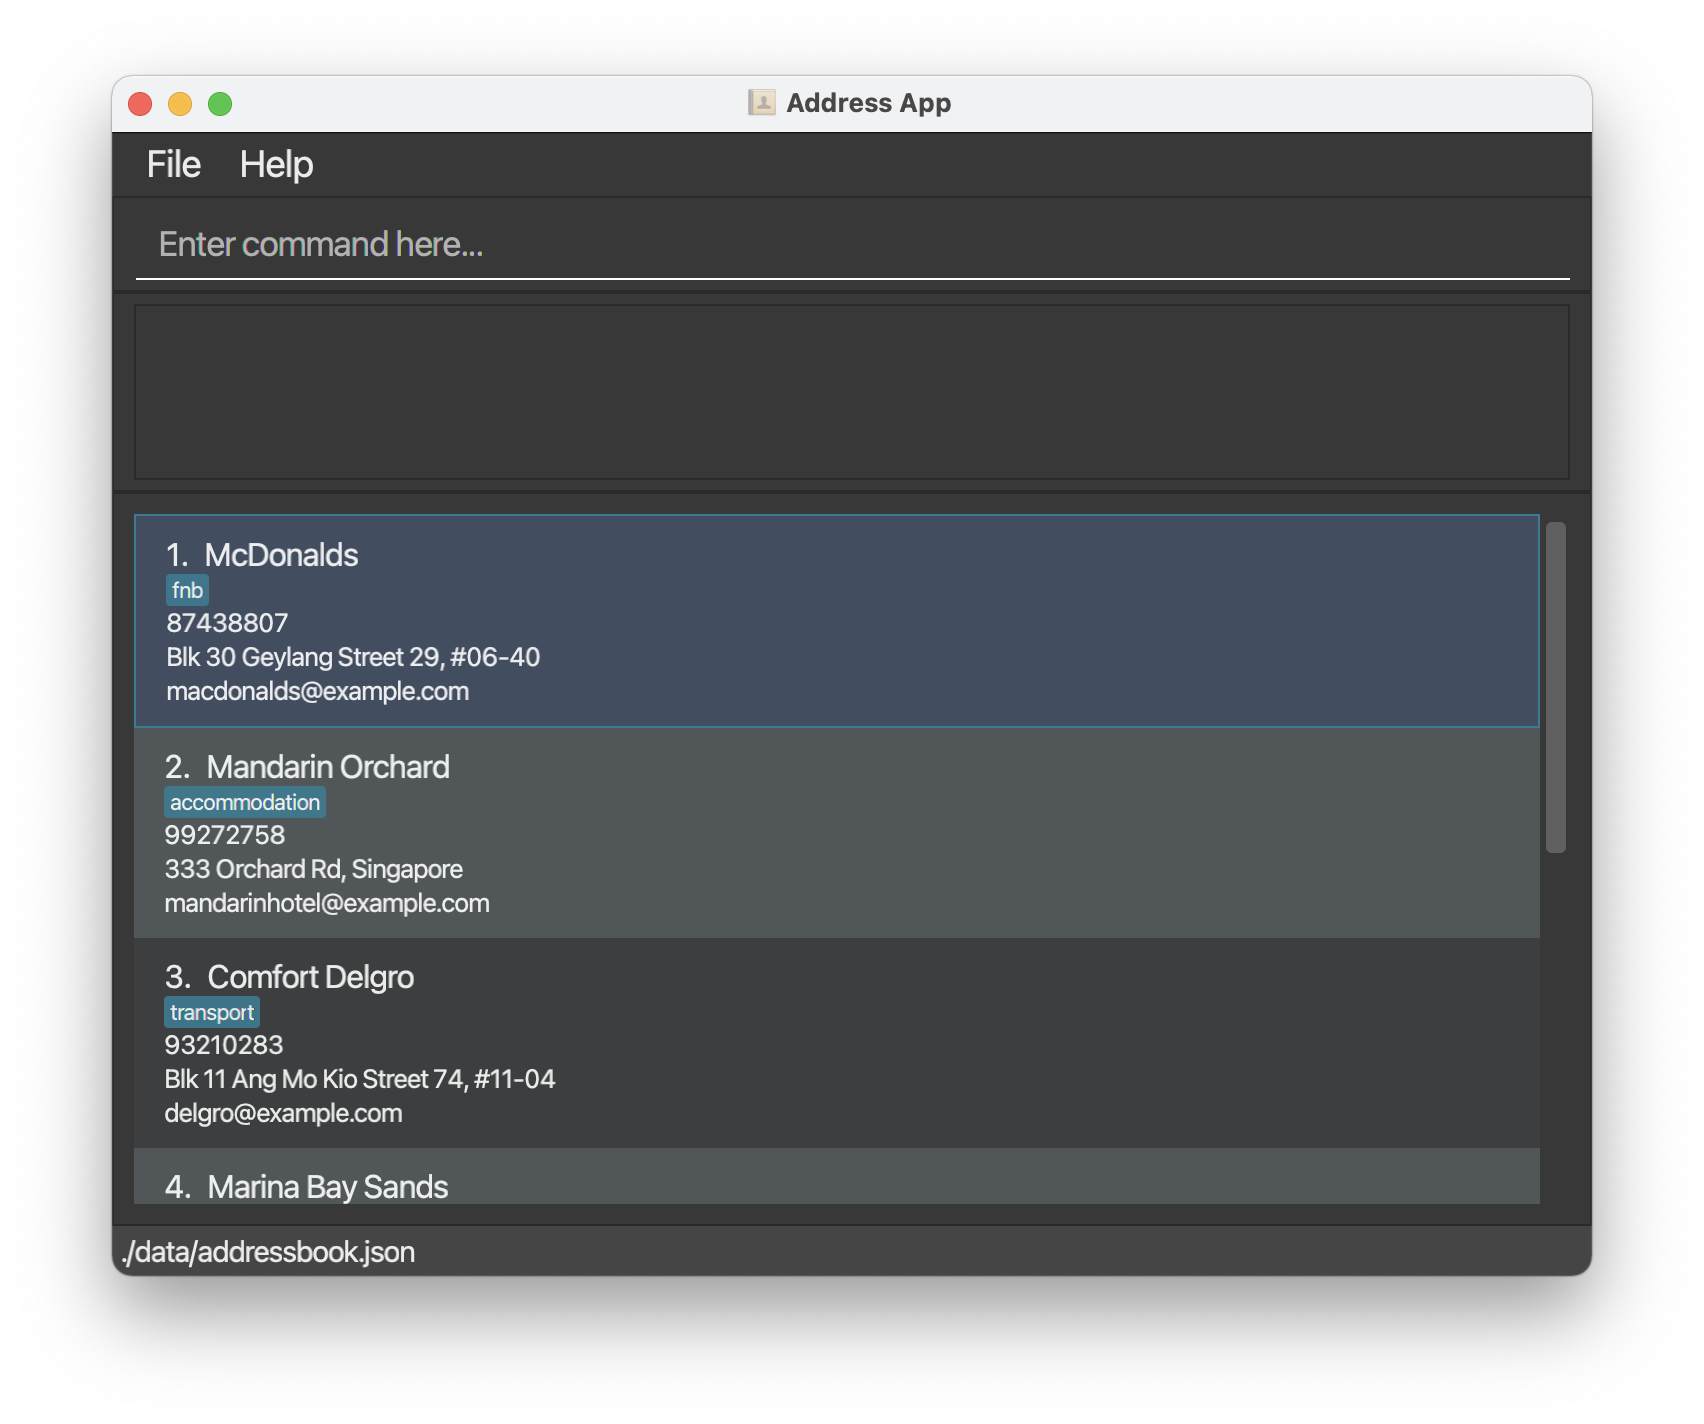 Address App
File Help
Enter command here...
1. McDonalds
fnb
87438807
Blk 30 Geylang Street 29, #06-40
macdonalds@example.com
2. Mandarin Orchard
accommodation
99272758
333 Orchard Rd, Singapore
mandarinhotel@example.com
3. Comfort Delgro
transport
93210283
Blk 11 Ang Mo Kio Street 74, #11-04
delgro@example.com
4. Marina Bay Sands
./data/addressbook.json